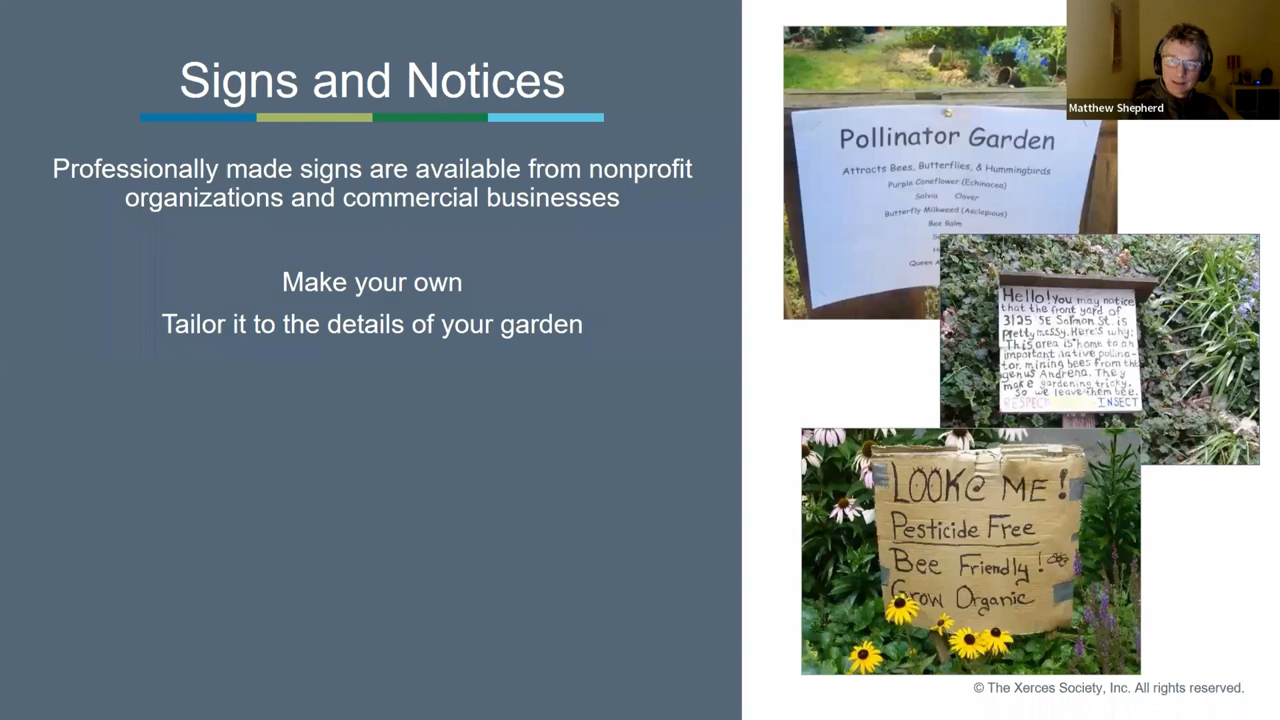 Signs and Notices
Professionally made signs are available from nonprofit
organizations and commercial businesses
Make your own
Tailor it to the details of your garden
Matthew Shepherd
Pollinator Garden
Attracts Bees, Butterflies, & Hummingbirds
Purple Coneflower (Echinacea)
Salvia Clover
Butterfly Milkweed (Asclepious)
Bee Balm
Queen
Hello! You may notice
that the front yard of
3125 SE Salmon St. is
pretty messy. Here's why:
This area is home to an
important native pollina-
tor, mining bees from the
genus Andrena. They
make gardening tricky.
So we leave them bee.
RESPECT INSECT
LOOK@ ME!
Pesticide Free
Bee Friendly!
Grow Organic
© The Xerces Society, Inc. All rights reserved.